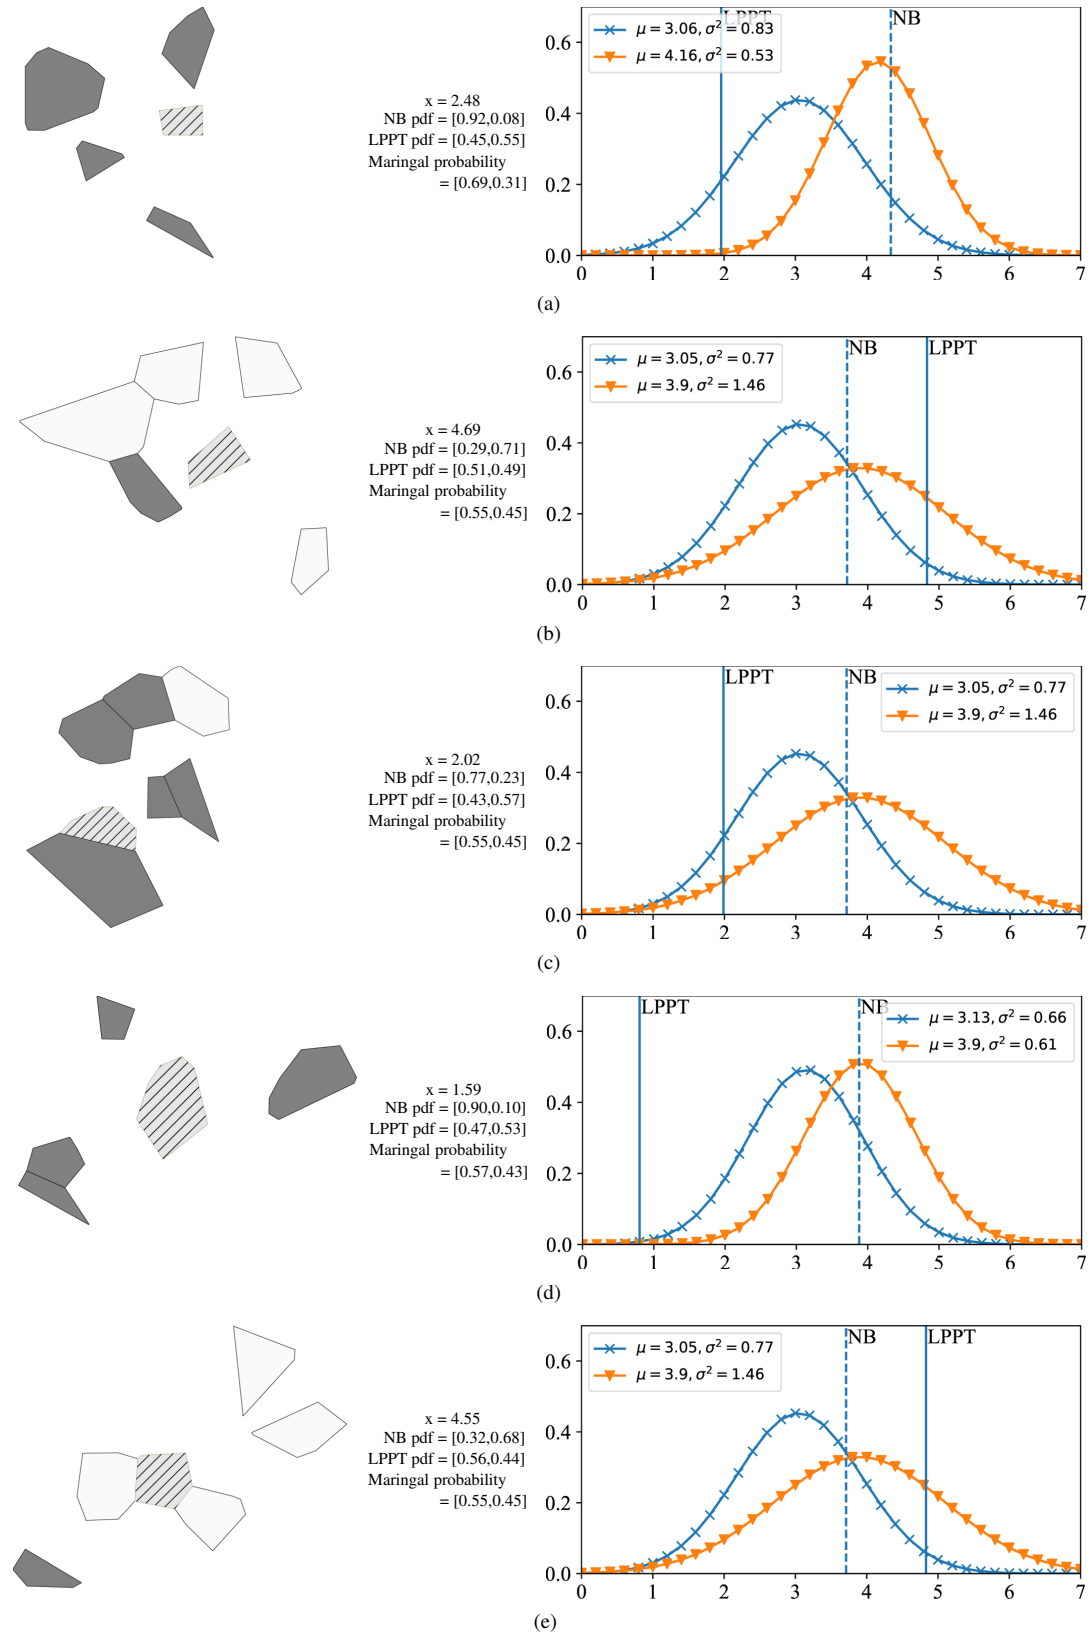 LPPT NB
μ = 3.06, σ² = 0.83
μ = 4.16, σ² = 0.53
x = 2.48
NB pdf = [0.92,0.08]
LPPT pdf = [0.45,0.55]
Maringal probability
= [0.69,0.31]
0.6
0.4
0.2
0.0
0 1 2 3 4 5 6 7
(a)
NB LPPT
μ = 3.05, σ² = 0.77
μ = 3.9, σ² = 1.46
x = 4.69
NB pdf = [0.29,0.71]
LPPT pdf = [0.51,0.49]
Maringal probability
= [0.55,0.45]
0.6
0.4
0.2
0.0
0 1 2 3 4 5 6 7
(b)
LPPT NB
μ = 3.05, σ² = 0.77
μ = 3.9, σ² = 1.46
x = 2.02
NB pdf = [0.77,0.23]
LPPT pdf = [0.43,0.57]
Maringal probability
= [0.55,0.45]
0.6
0.4
0.2
0.0
0 1 2 3 4 5 6 7
(c)
LPPT NB
μ = 3.13, σ² = 0.66
μ = 3.9, σ² = 0.61
x = 1.59
NB pdf = [0.90,0.10]
LPPT pdf = [0.47,0.53]
Maringal probability
= [0.57,0.43]
0.6
0.4
0.2
0.0
0 1 2 3 4 5 6 7
(d)
NB LPPT
μ = 3.05, σ² = 0.77
μ = 3.9, σ² = 1.46
x = 4.55
NB pdf = [0.32,0.68]
LPPT pdf = [0.56,0.44]
Maringal probability
= [0.55,0.45]
0.6
0.4
0.2
0.0
0 1 2 3 4 5 6 7
(e)